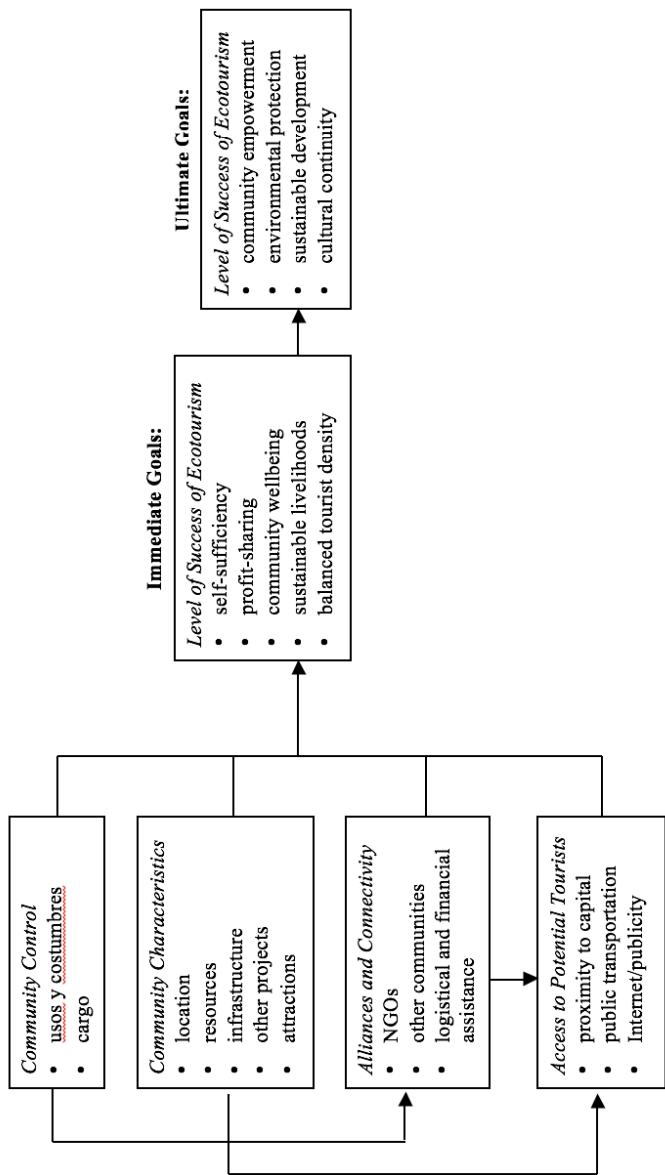 Community Control
• usos y costumbres
• cargo
Community Characteristics
• location
• resources
• infrastructure
• other projects
• attractions
Alliances and Connectivity
• NGOs
• other communities
• logistical and financial
assistance
Access to Potential Tourists
• proximity to capital
• public transportation
• Internet/publicity
Immediate Goals:
Level of Success of Ecotourism
• self-sufficiency
• profit-sharing
• community wellbeing
• sustainable livelihoods
• balanced tourist density
Ultimate Goals:
Level of Success of Ecotourism
• community empowerment
• environmental protection
• sustainable development
• cultural continuity